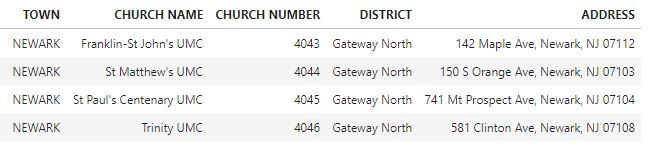 TOWN CHURCH NAME CHURCH NUMBER DISTRICT ADDRESS
NEWARK Franklin-St John's UMC 4043 Gateway North 142 Maple Ave, Newark, NJ 07112
NEWARK St Matthew's UMC 4044 Gateway North 150 S Orange Ave, Newark, NJ 07103
NEWARK St Paul's Centenary UMC 4045 Gateway North 741 Mt Prospect Ave, Newark, NJ 07104
NEWARK Trinity UMC 4046 Gateway North 581 Clinton Ave, Newark, NJ 07108